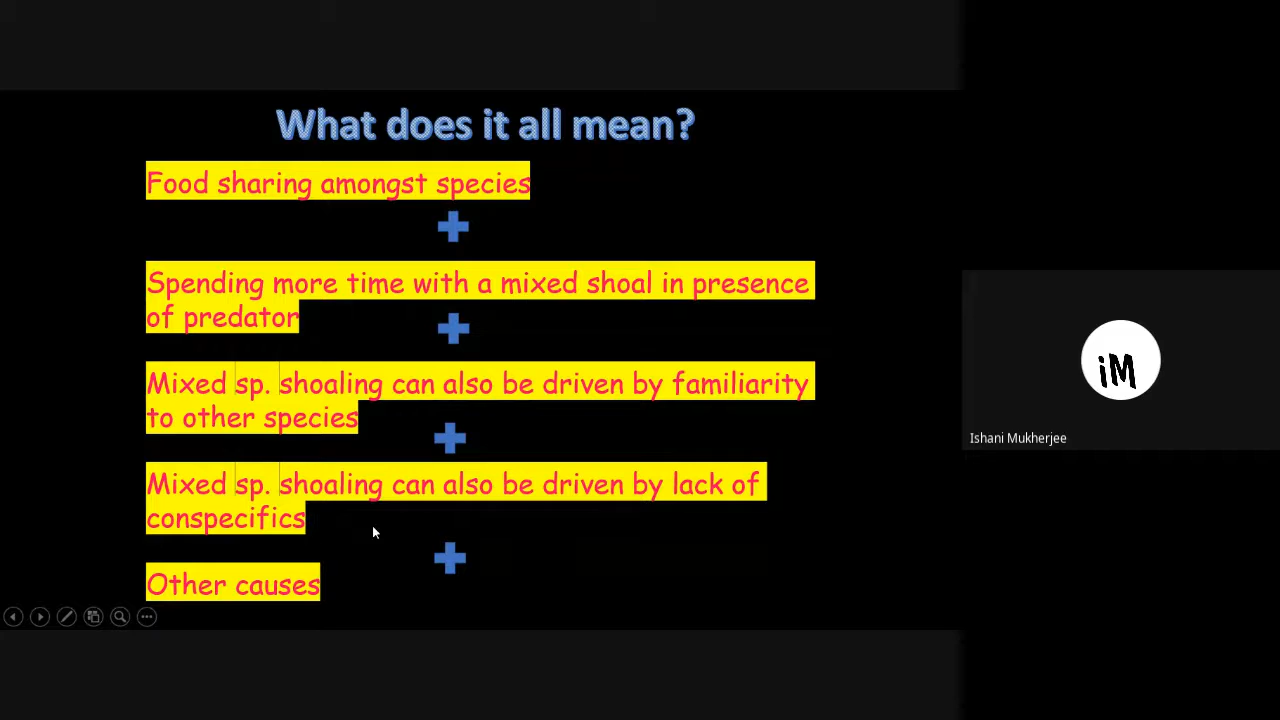 What does it all mean?
Food sharing amongst species
Spending more time with a mixed shoal in presence
of predator
Mixed sp. shoaling can also be driven by familiarity
to other species
Mixed sp. shoaling can also be driven by lack of
conspecifics
Other causes
iM
Ishani Mukherjee